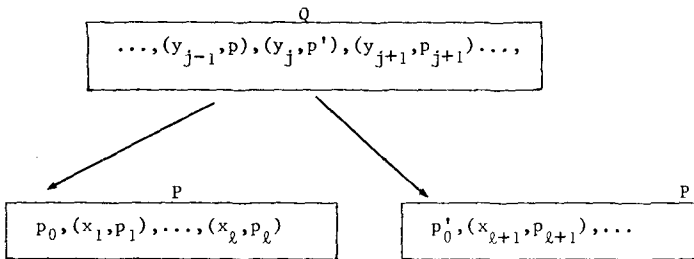 Q
...,(y_{j-1},p),(y_j,p'),(y_{j+1},p_{j+1})...,
P P
p_0,(x_1,p_1),...,(x_ℓ,p_ℓ) p'_0,(x_{ℓ+1},p_{ℓ+1}),...